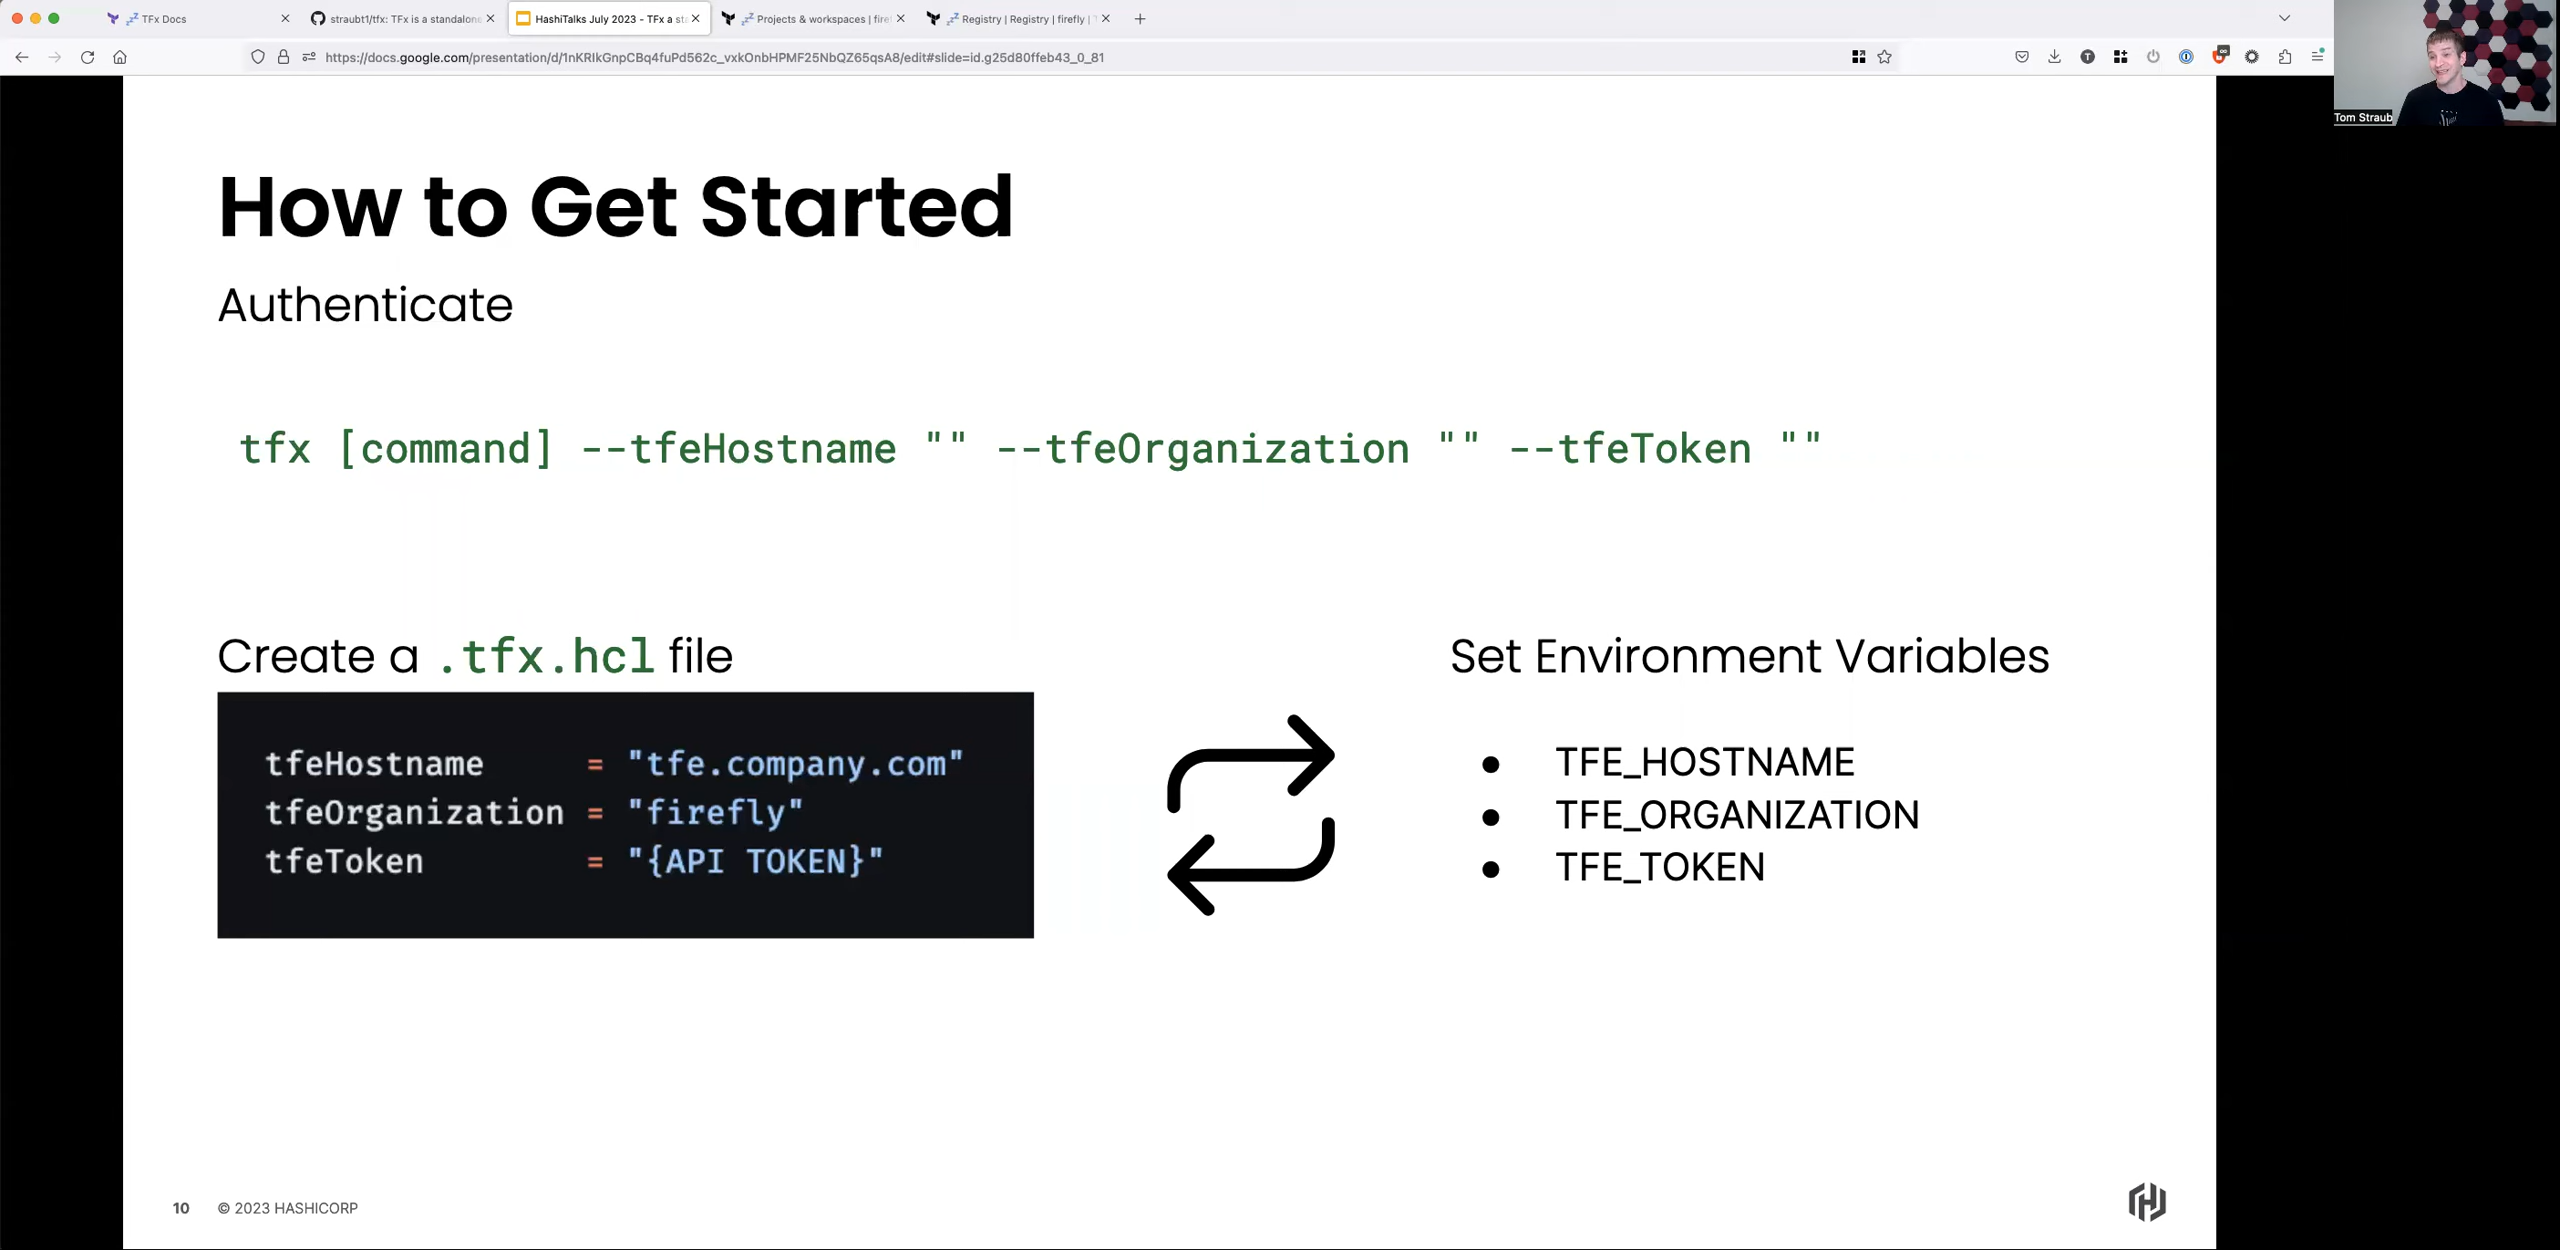 TFx Docs
straubt1/tfx: TFx is a standalone
HashiTalks July 2023 - TFx a st
Projects & workspaces | fire
Registry | Registry | firefly | T
https://docs.google.com/presentation/d/1nKRIkGnpCBq4fuPd562c_vxkOnbHPMF25NbQZ65qsA8/edit#slide=id.g25d80ffeb43_0_81
Tom Straub
How to Get Started
Authenticate
tfx [command] --tfeHostname "" --tfeOrganization "" --tfeToken ""
Create a .tfx.hcl file
tfeHostname = "tfe.company.com"
tfeOrganization = "firefly"
tfeToken = "{API TOKEN}"
Set Environment Variables
● TFE_HOSTNAME
● TFE_ORGANIZATION
● TFE_TOKEN
10 © 2023 HASHICORP